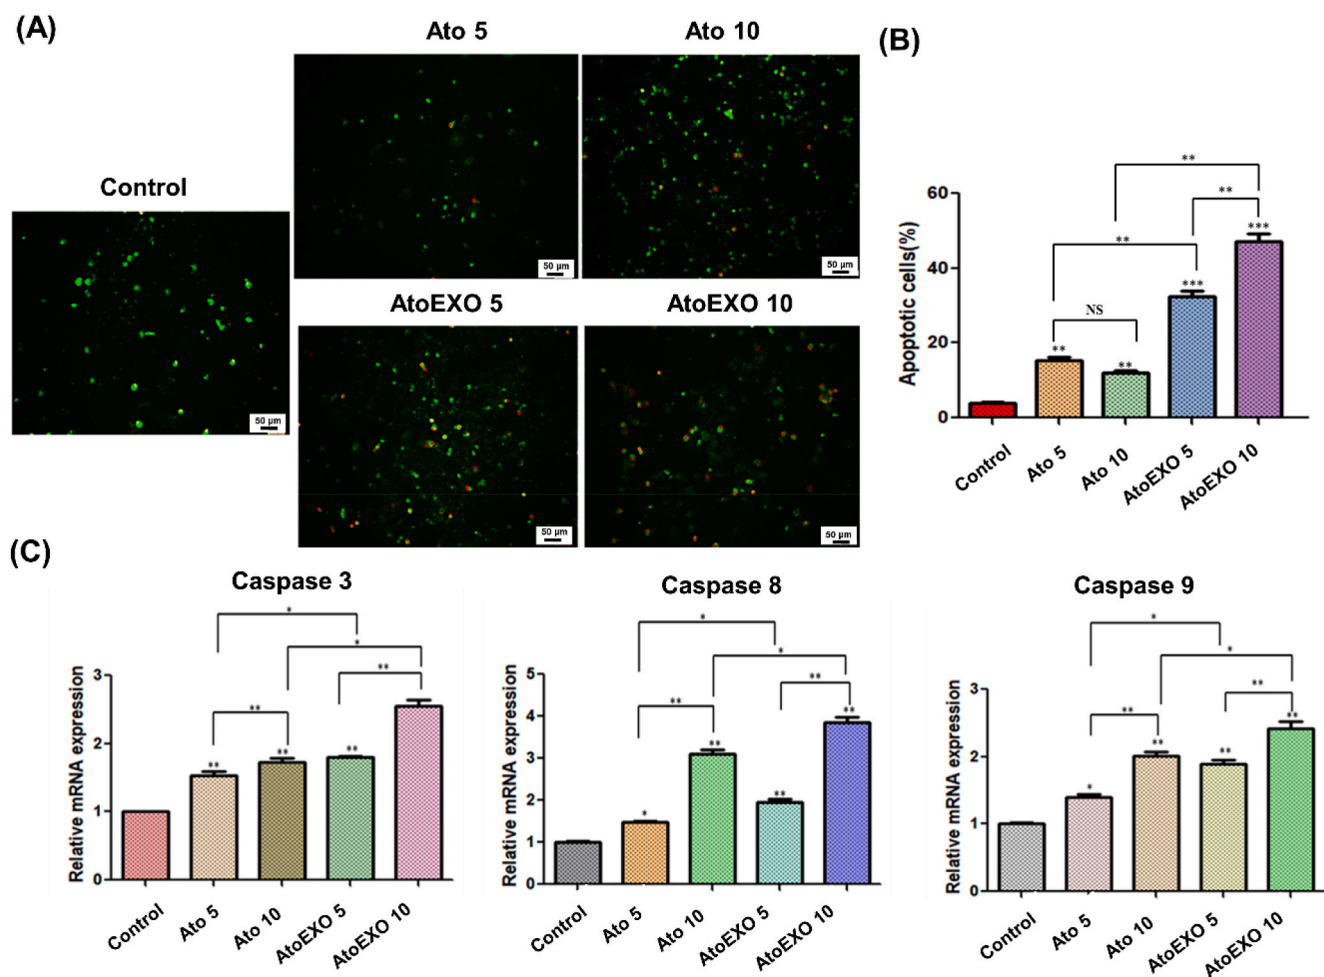 (A)
Control
50 µm
Ato 5
50 µm
Ato 10
50 µm
AtoEXO 5
50 µm
AtoEXO 10
50 µm
(B)
Apoptotic cells(%)
60
40
20
0
**
**
**
NS
**
**
***
***
Control
Ato 5
Ato 10
AtoEXO 5
AtoEXO 10
(C)
Caspase 3
Relative mRNA expression
3
2
1
0
*
*
**
**
**
**
**
Control
Ato 5
Ato 10
AtoEXO 5
AtoEXO 10
Caspase 8
Relative mRNA expression
5
4
3
2
1
0
*
*
**
**
*
**
**
**
Control
Ato 5
Ato 10
AtoEXO 5
AtoEXO 10
Caspase 9
Relative mRNA expression
3
2
1
0
*
*
**
**
*
**
**
**
Control
Ato 5
Ato 10
AtoEXO 5
AtoEXO 10